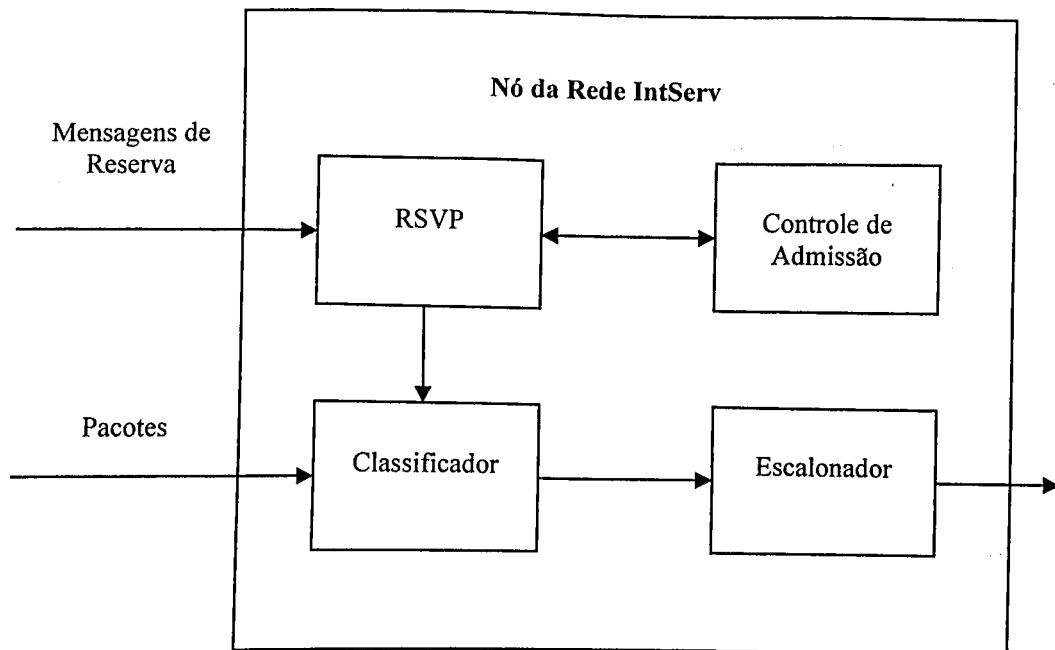 Nó da Rede IntServ
Mensagens de
Reserva
RSVP
Controle de
Admissão
Pacotes
Classificador
Escalonador